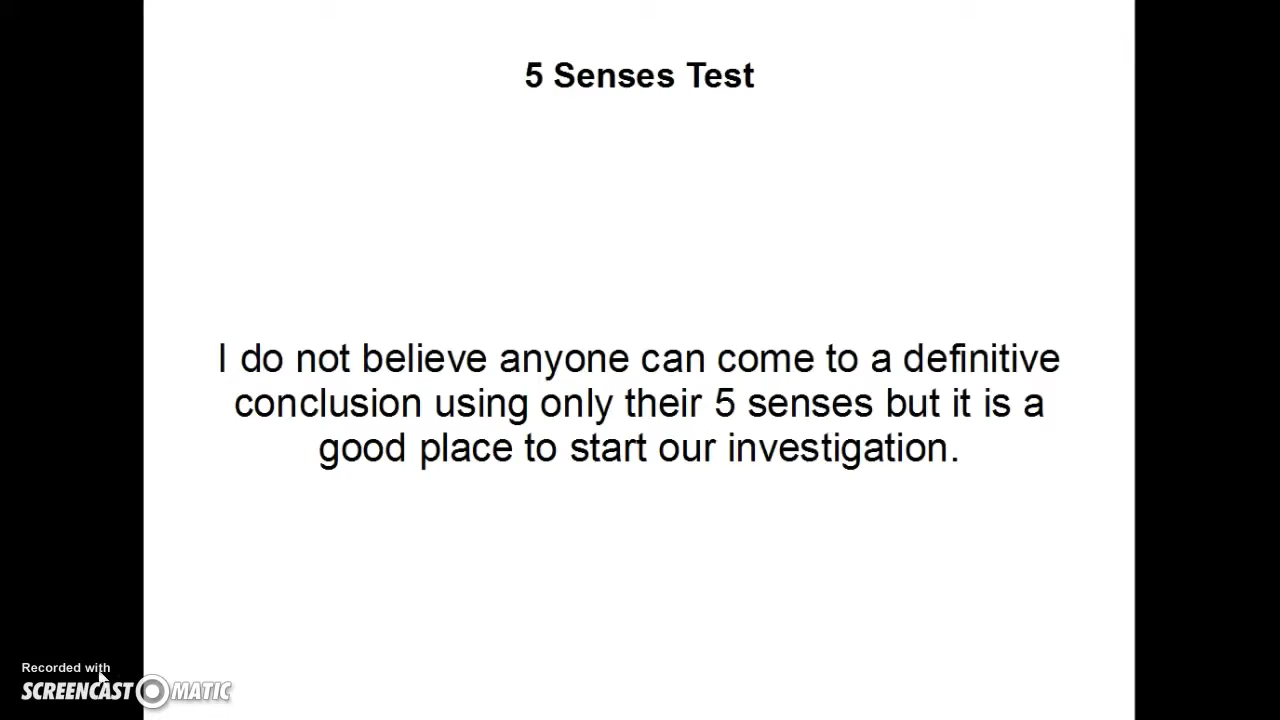 5 Senses Test
I do not believe anyone can come to a definitive
conclusion using only their 5 senses but it is a
good place to start our investigation.
Recorded with
SCREENCAST MATIC